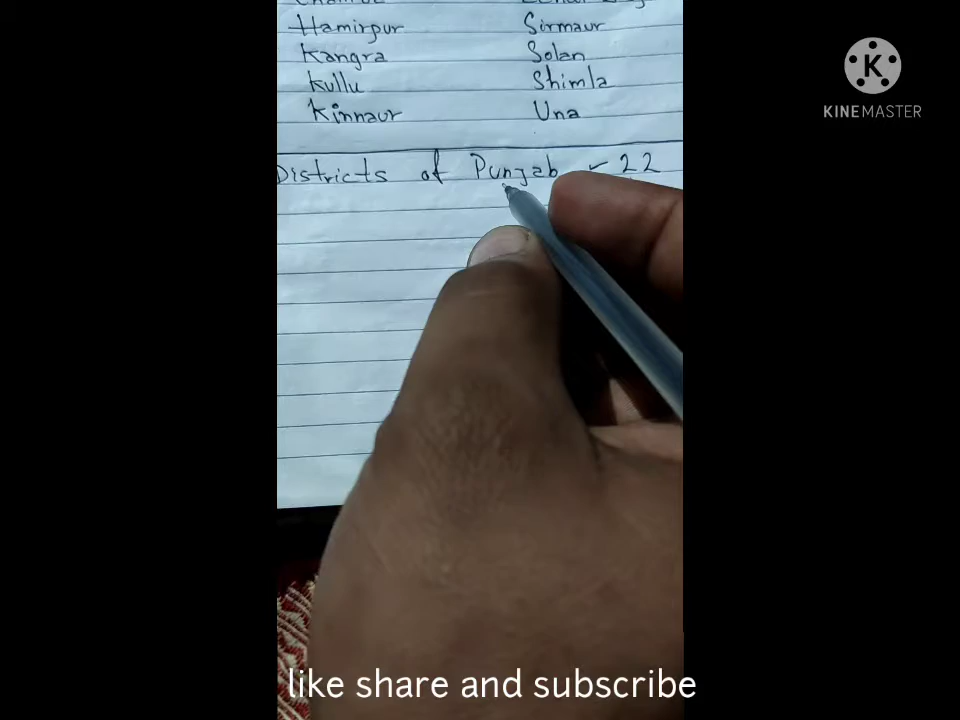 Hamirpur Sirmaur
Kangra Solan
Kullu Shimla
Kinnaur Una
Districts of Punjab - 22
KINEMASTER
like share and subscribe